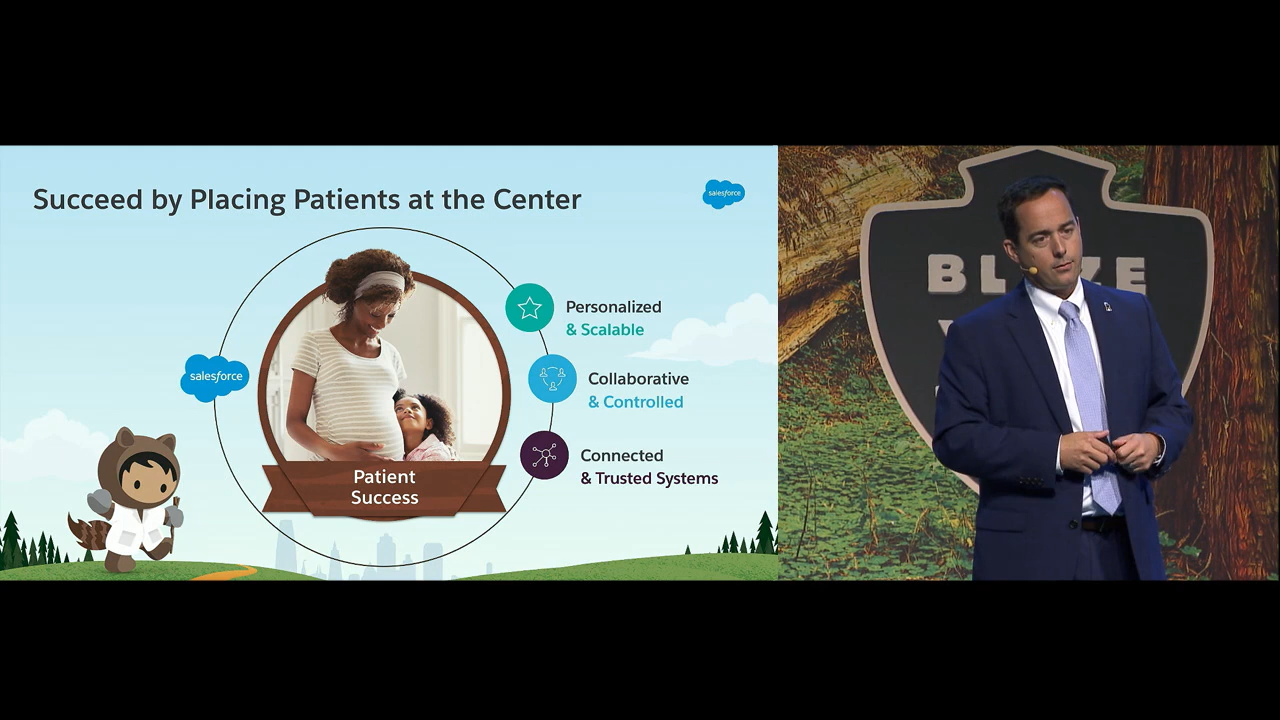 Succeed by Placing Patients at the Center
salesforce
Personalized
& Scalable
salesforce
Collaborative
& Controlled
Connected
& Trusted Systems
Patient
Success